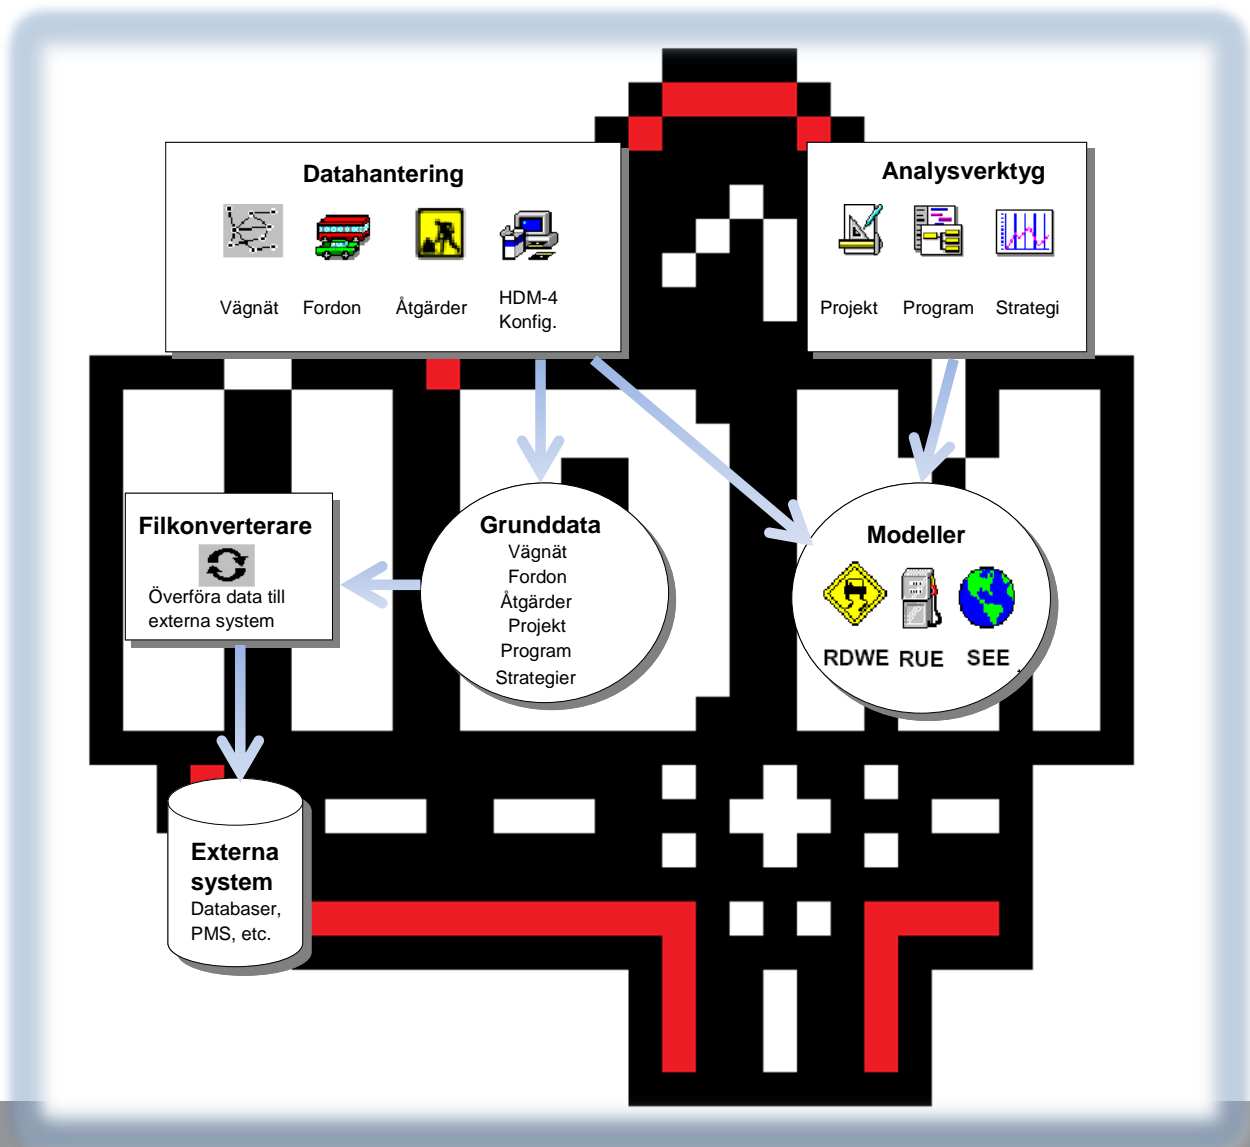 Datahantering
Vägnät
Fordon
Åtgärder
HDM-4
Konfig.
Analysverktyg
Projekt
Program
Strategi
Filkonverterare
Överföra data till
externa system
Grunddata
Vägnät
Fordon
Åtgärder
Projekt
Program
Strategier
Modeller
RDWE
RUE
SEE
Externa
system
Databaser,
PMS, etc.